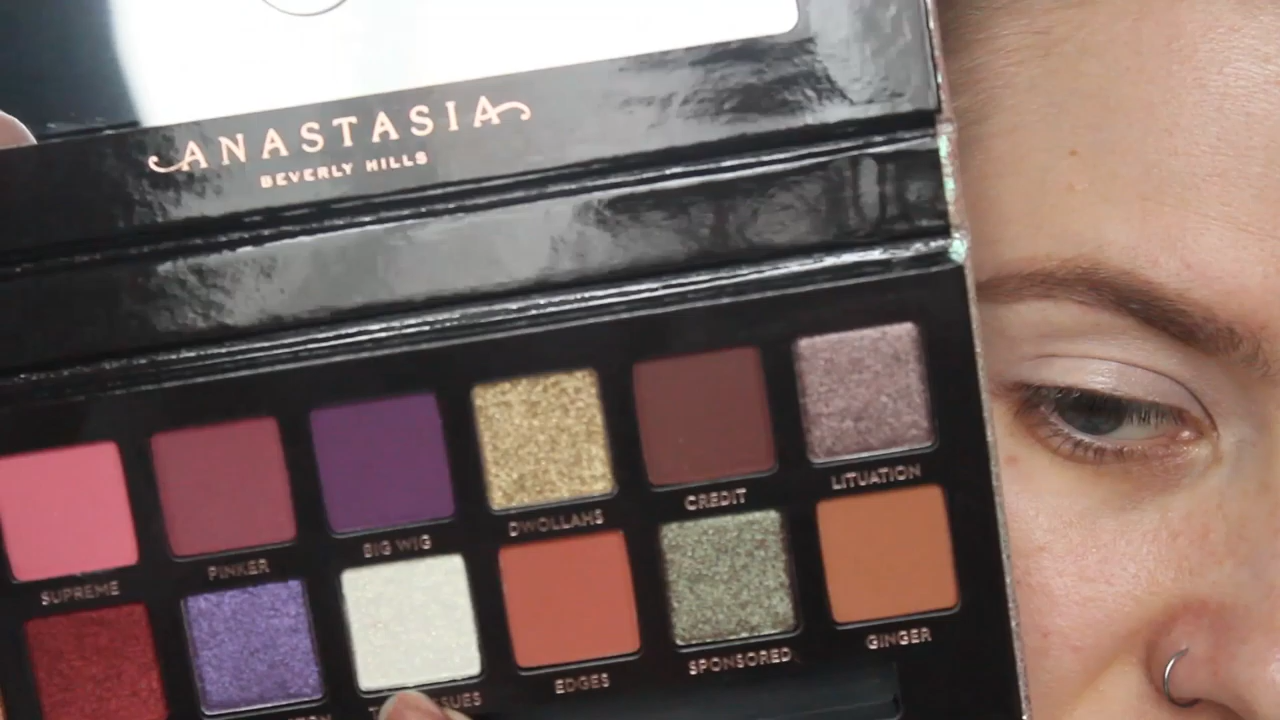 ANASTASIA
BEVERLY HILLS
SUPREME
PINKER
BIG WIG
DWOLLAHS
CREDIT
LITUATION
EDGES
SPONSORED
GINGER